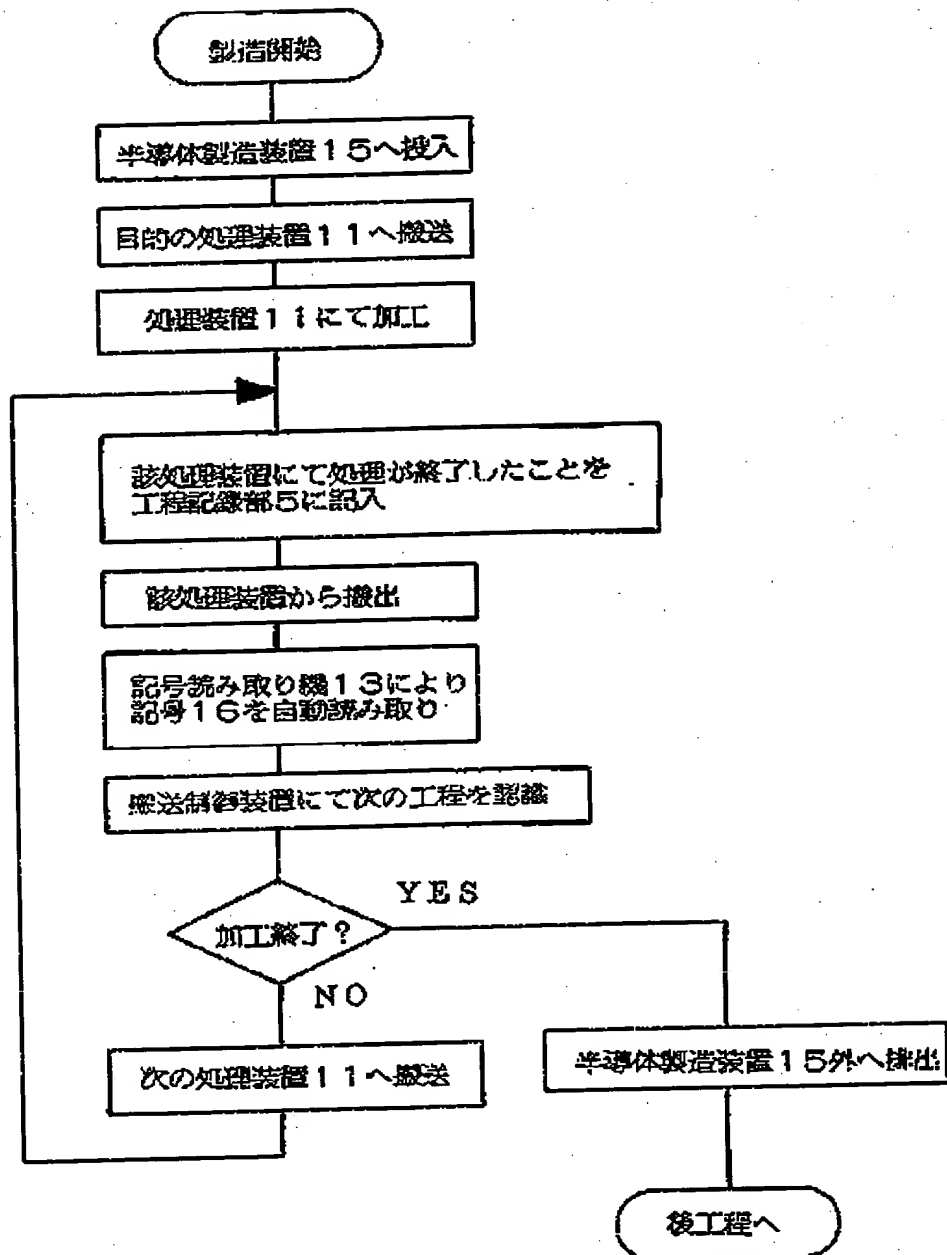 製造開始
半導体製造装置15へ投入
目的の処理装置11へ搬送
処理装置11にて加工
該処理装置にて処理が終了したことを
工程記録部5に記入
該処理装置から搬出
記号読み取り機13により
記号16を自動読み取り
搬送制御装置にて次の工程を認識
加工終了?
YES
NO
次の処理装置11へ搬送
半導体製造装置15外へ排出
後工程へ